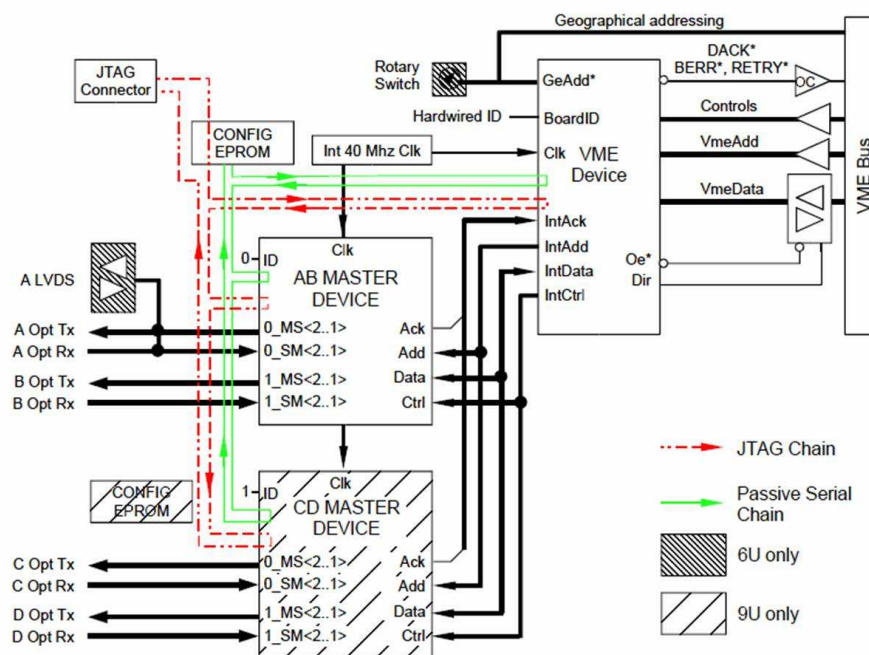 Geographical addressing
JTAG
Connector
Rotary
Switch
GeAdd*
DACK*
BERR*, RETRY*
OC
Hardwired ID
BoardID
Controls
CONFIG
EPROM
Int 40 Mhz Clk
Clk
VME
Device
VmeAdd
VmeData
VME Bus
IntAck
IntAdd
IntData
IntCtrl
Oe*
Dir
Clk
0
ID
AB MASTER
DEVICE
A LVDS
A Opt Tx
0_MS<2..1>
Ack
A Opt Rx
0_SM<2..1>
Add
B Opt Tx
1_MS<2..1>
Data
B Opt Rx
1_SM<2..1>
Ctrl
JTAG Chain
Passive Serial
Chain
6U only
9U only
CONFIG
EPROM
Clk
1
ID
CD MASTER
DEVICE
C Opt Tx
0_MS<2..1>
Ack
C Opt Rx
0_SM<2..1>
Add
D Opt Tx
1_MS<2..1>
Data
D Opt Rx
1_SM<2..1>
Ctrl